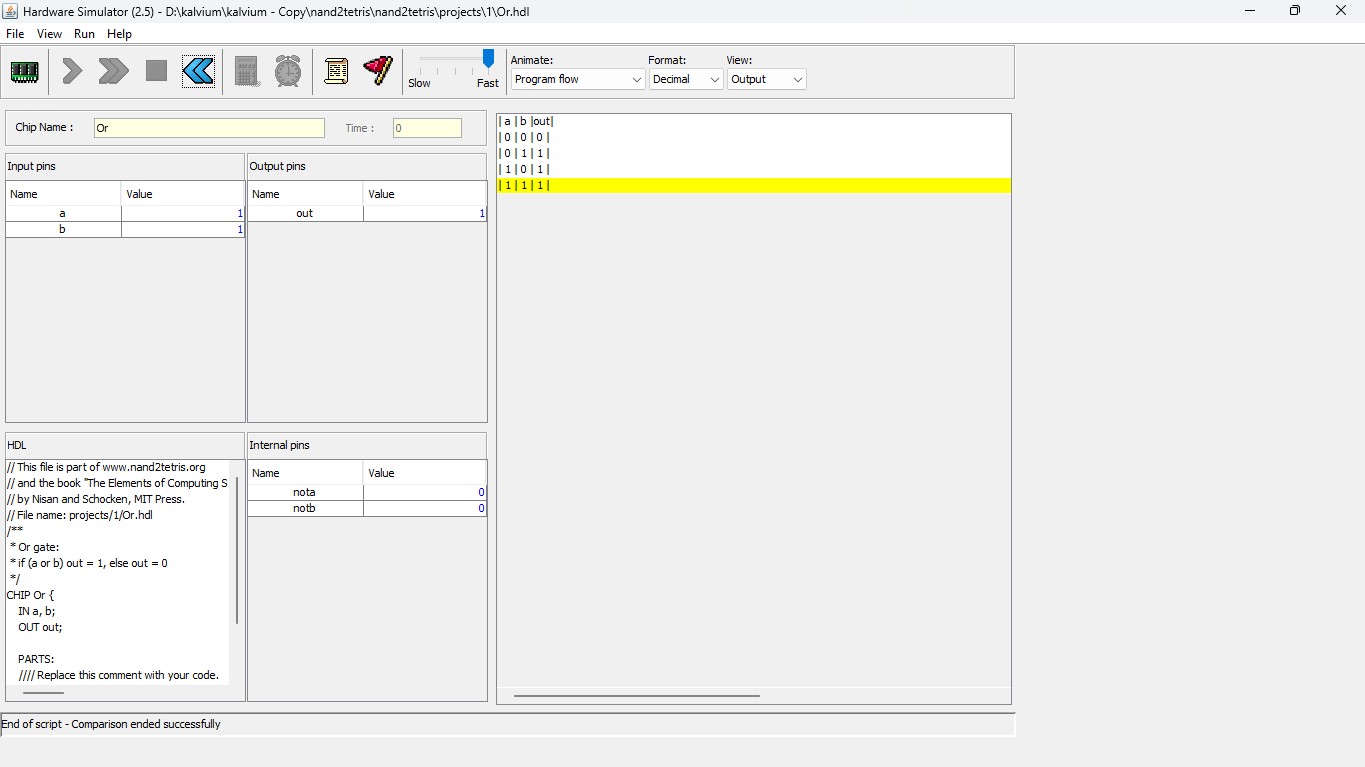 Hardware Simulator (2.5) - D:\kalvium\kalvium - Copy\nand2tetris\nand2tetris\projects\1\Or.hdl
File View Run Help
Slow Fast
Animate: Format: View:
Program flow Decimal Output
Chip Name : Or Time : 0
Input pins
Name Value
a 1
b 1
Output pins
Name Value
out 1
HDL
// This file is part of www.nand2tetris.org
// and the book "The Elements of Computing S
// by Nisan and Schocken, MIT Press.
// File name: projects/1/Or.hdl
/**
* Or gate:
* if (a or b) out = 1, else out = 0
*/
CHIP Or {
IN a, b;
OUT out;
PARTS:
//// Replace this comment with your code.
Internal pins
Name Value
nota 0
notb 0
| a | b |out|
| 0 | 0 | 0 |
| 0 | 1 | 1 |
| 1 | 0 | 1 |
| 1 | 1 | 1 |
End of script - Comparison ended successfully